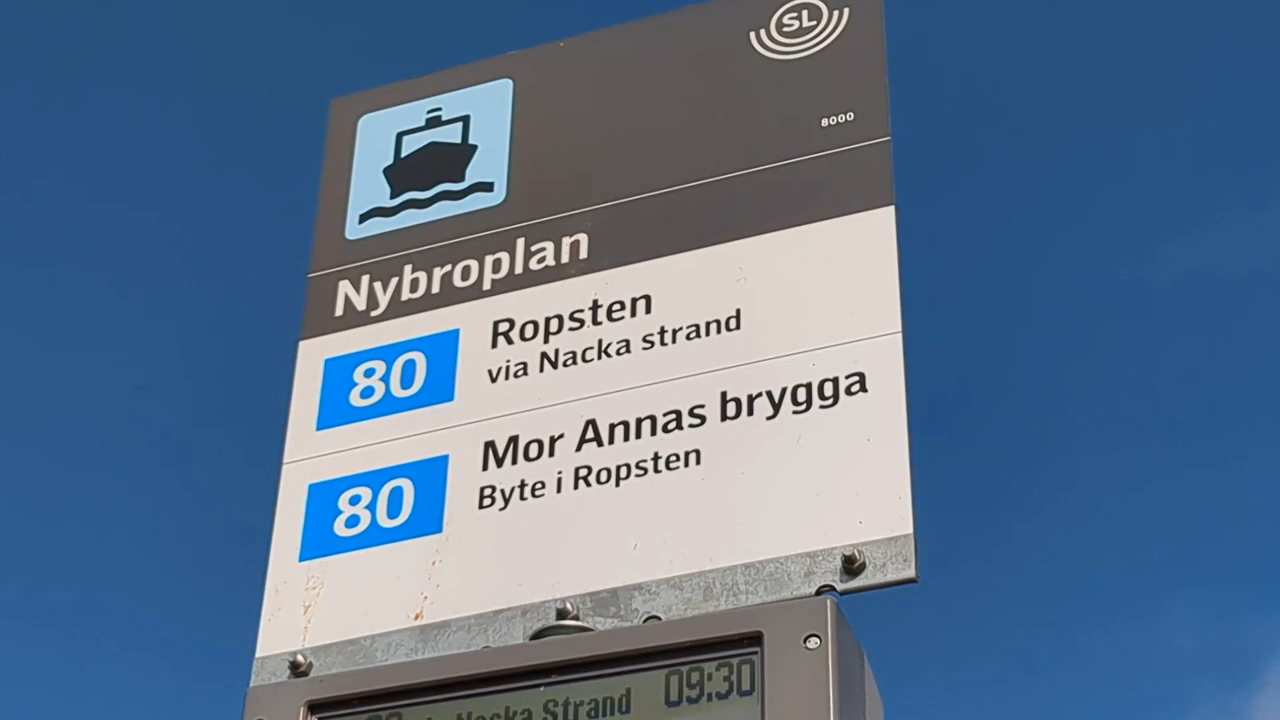 SL
8000
Nybroplan
80 Ropsten
via Nacka strand
80 Mor Annas brygga
Byte i Ropsten
09:30
Nacka Strand